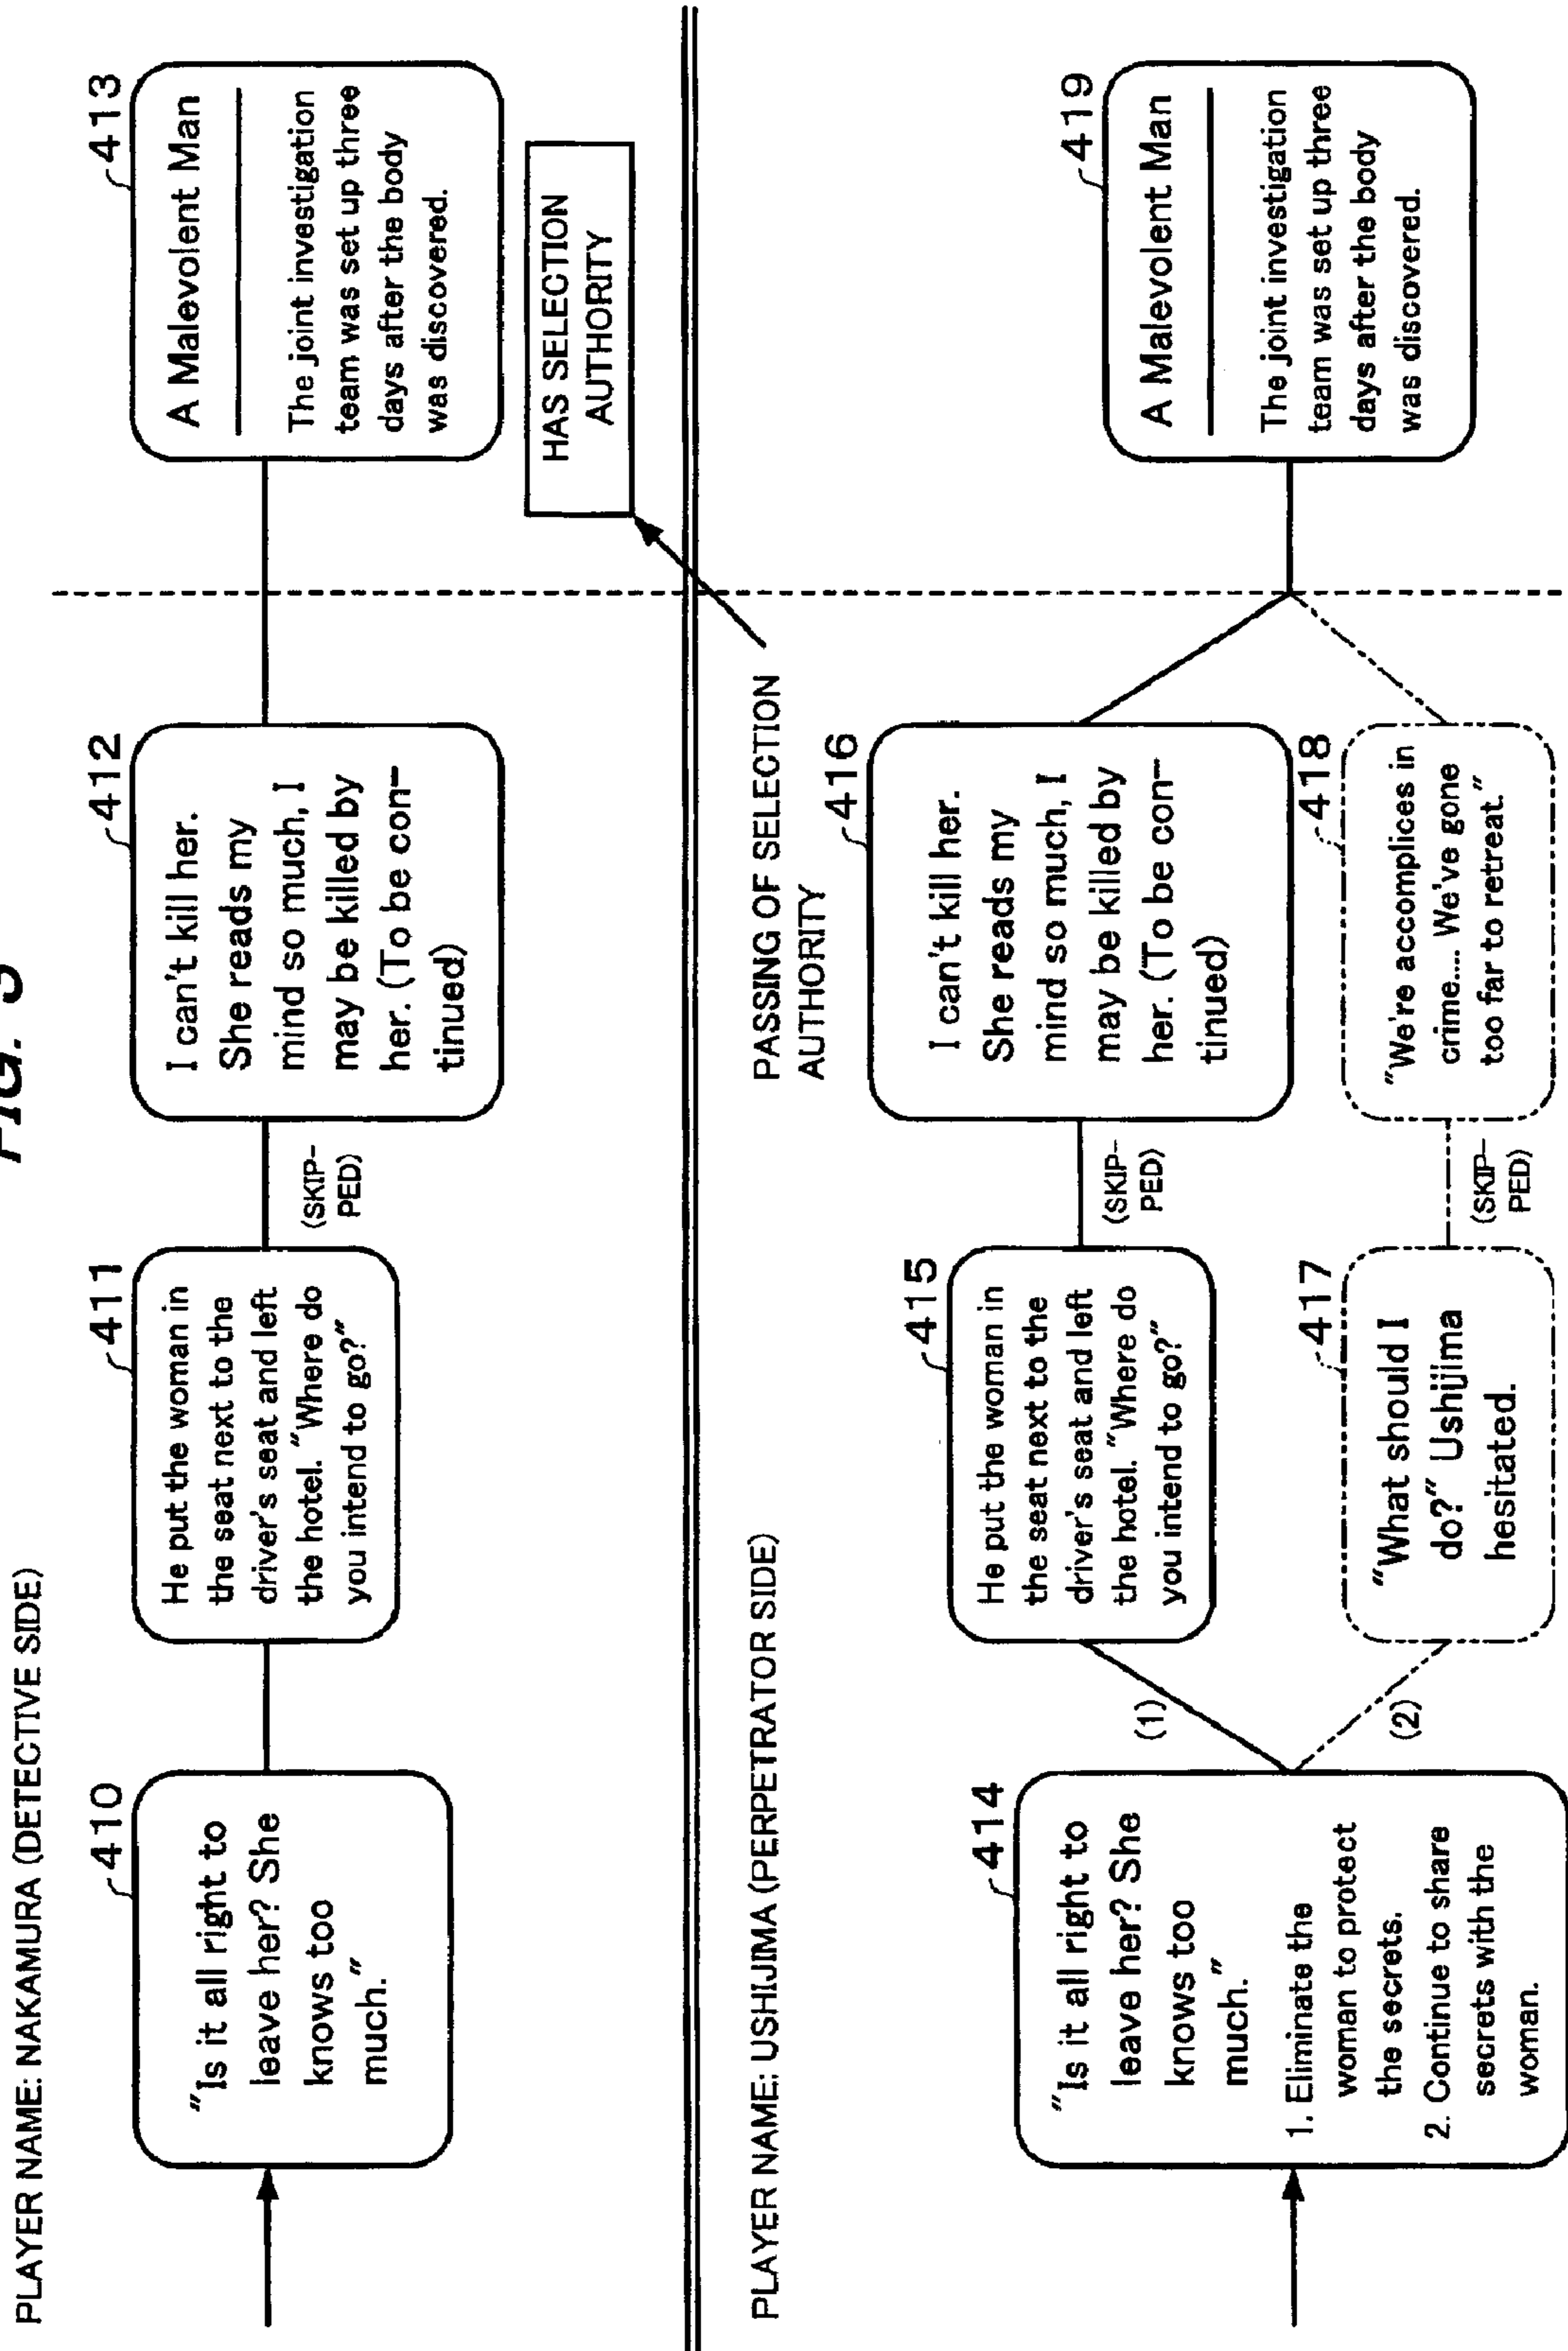 FIG. 5
PLAYER NAME: NAKAMURA (DETECTIVE SIDE)
410
"Is it all right to
leave her? She
knows too
much."
411
He put the woman in
the seat next to the
driver's seat and left
the hotel. "Where do
you intend to go?"
(SKIP-
PED)
412
I can't kill her.
She reads my
mind so much, I
may be killed by
her. (To be con-
tinued)
413
A Malevolent Man
The joint investigation
team was set up three
days after the body
was discovered.
HAS SELECTION
AUTHORITY
PLAYER NAME: USHIJIMA (PERPETRATOR SIDE)
PASSING OF SELECTION
AUTHORITY
414
"Is it all right to
leave her? She
knows too
much."
1. Eliminate the
woman to protect
the secrets.
2. Continue to share
secrets with the
woman.
(1)
(2)
415
He put the woman in
the seat next to the
driver's seat and left
the hotel. "Where do
you intend to go?"
(SKIP-
PED)
416
I can't kill her.
She reads my
mind so much, I
may be killed by
her. (To be con-
tinued)
417
"What should I
do?" Ushijima
hesitated.
(SKIP-
PED)
418
"We're accomplices in
crime.... We've gone
too far to retreat."
419
A Malevolent Man
The joint investigation
team was set up three
days after the body
was discovered.